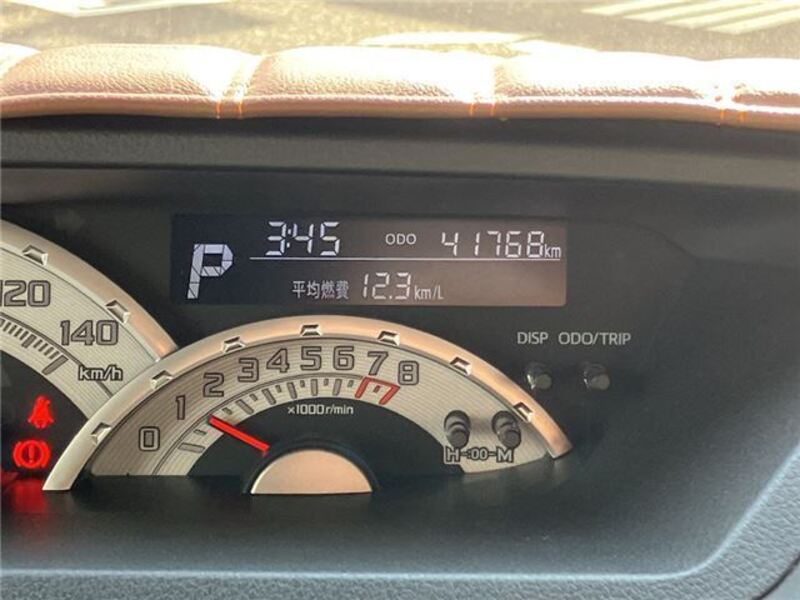 P
3:45 ODO 41768km
平均燃費 12.3km/L
DISP ODO/TRIP
120 140
km/h
0 1 2 3 4 5 6 7 8
×1000r/min
H :00 M